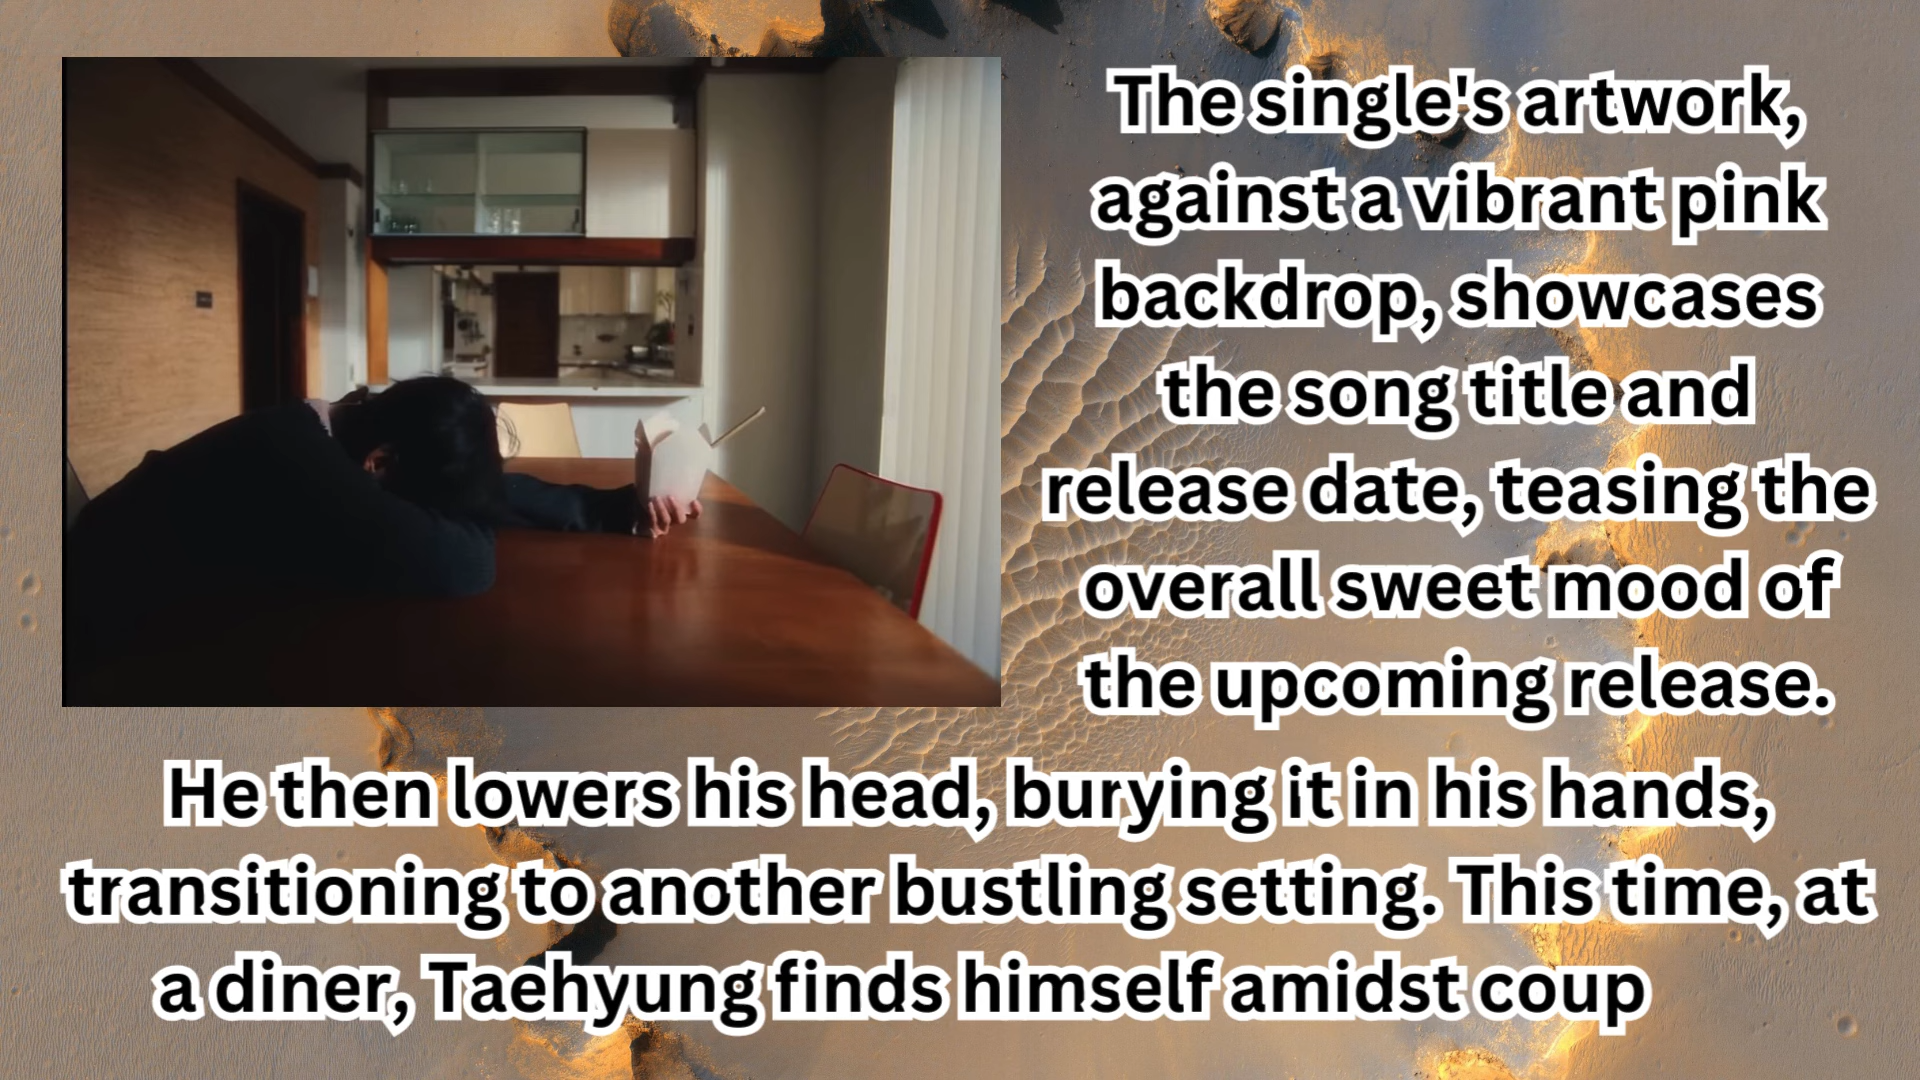 The single's artwork,
against a vibrant pink
backdrop, showcases
the song title and
release date, teasing the
overall sweet mood of
the upcoming release.
He then lowers his head, burying it in his hands,
transitioning to another bustling setting. This time, at
a diner, Taehyung finds himself amidst coup